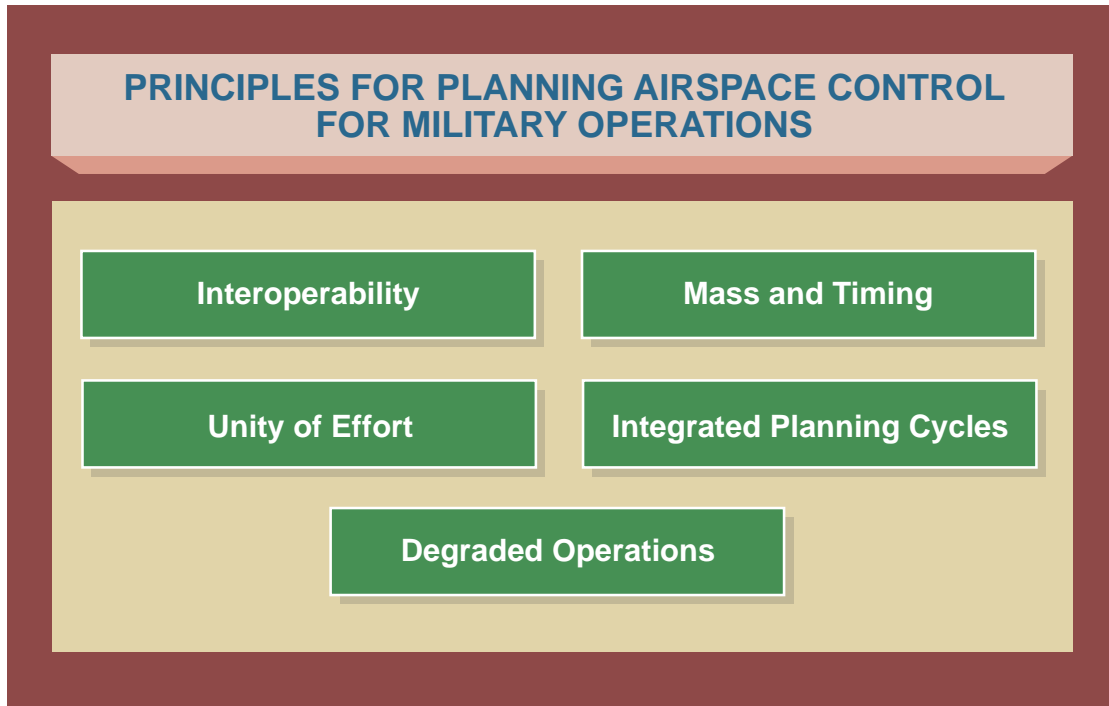 PRINCIPLES FOR PLANNING AIRSPACE CONTROL
FOR MILITARY OPERATIONS
Interoperability
Mass and Timing
Unity of Effort
Integrated Planning Cycles
Degraded Operations